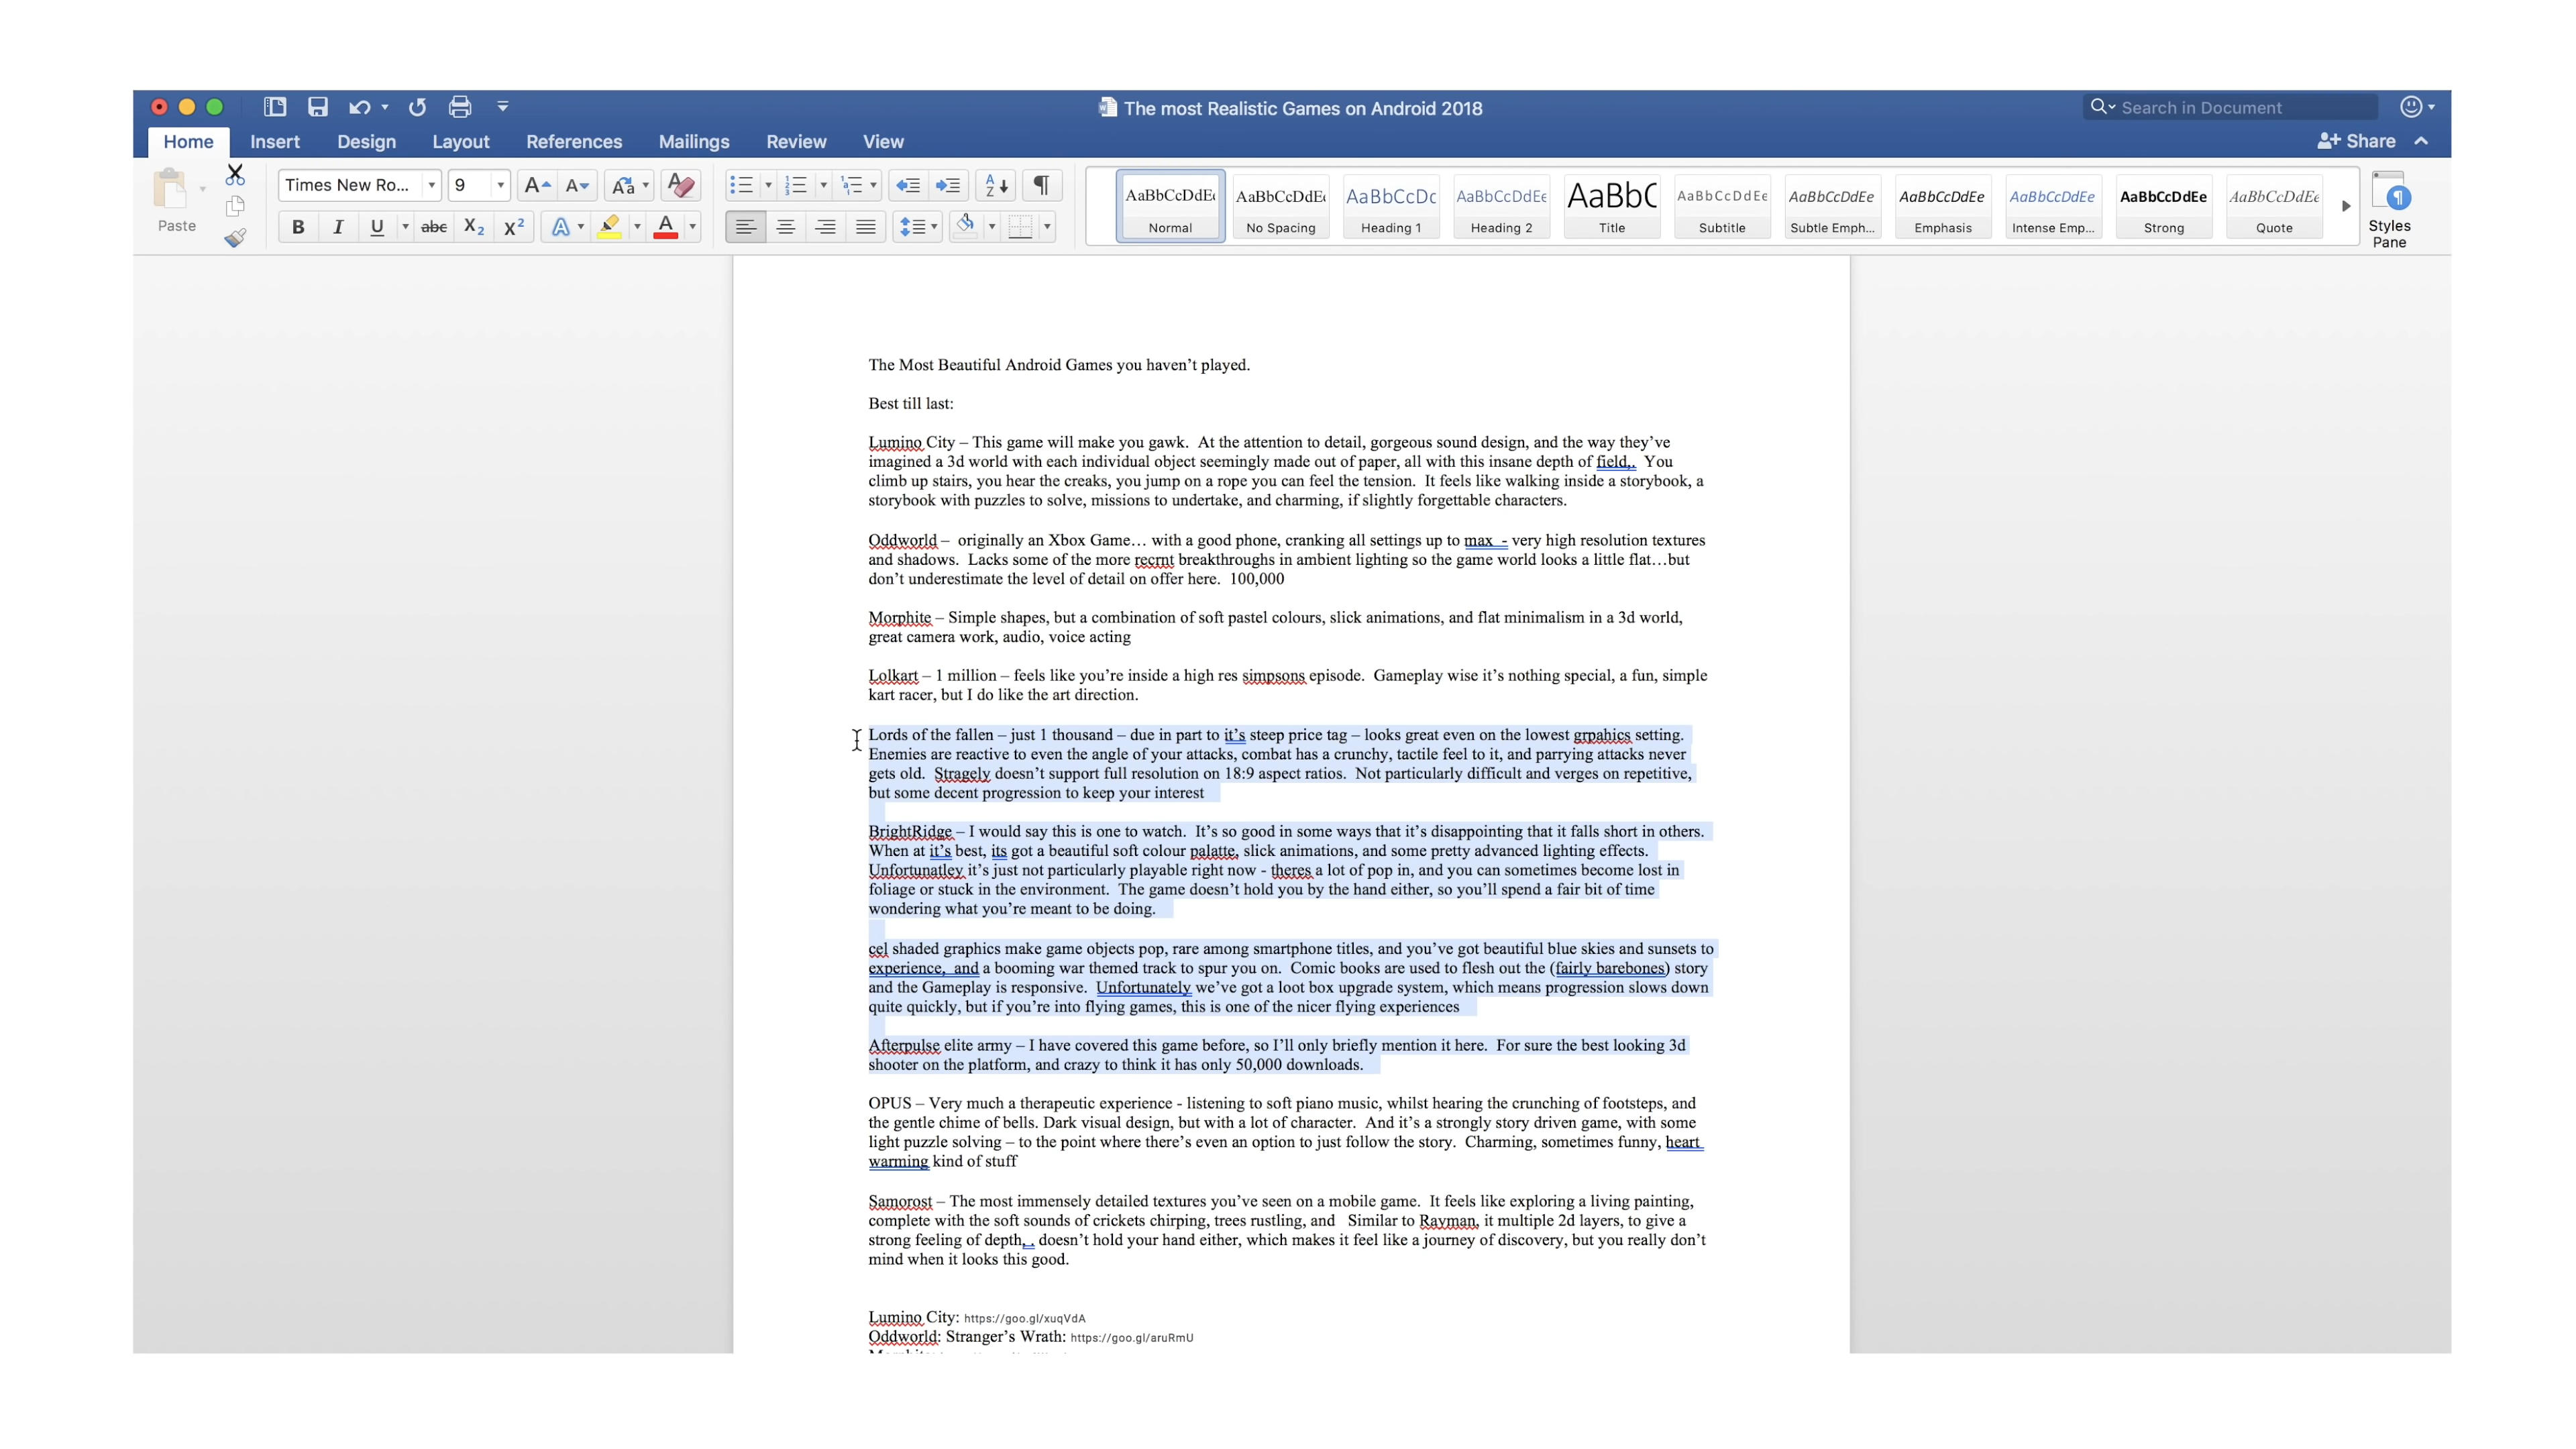 The most Realistic Games on Android 2018
Search in Document
Home Insert Design Layout References Mailings Review View
Share
Paste
Times New Ro... 9
AaBbCcDdEe AaBbCcDdEe AaBbCcDc AaBbCcDdEe AaBbC AaBbCcDdEe AaBbCcDdEe AaBbCcDdEe AaBbCcDdEe AaBbCcDdEe AaBbCcDdEe
Normal No Spacing Heading 1 Heading 2 Title Subtitle Subtle Emph... Emphasis Intense Emp... Strong Quote
Styles
Pane
The Most Beautiful Android Games you haven’t played.
Best till last:
Lumino City – This game will make you gawk. At the attention to detail, gorgeous sound design, and the way they’ve
imagined a 3d world with each individual object seemingly made out of paper, all with this insane depth of field,. You
climb up stairs, you hear the creaks, you jump on a rope you can feel the tension. It feels like walking inside a storybook, a
storybook with puzzles to solve, missions to undertake, and charming, if slightly forgettable characters.
Oddworld – originally an Xbox Game… with a good phone, cranking all settings up to max - very high resolution textures
and shadows. Lacks some of the more recrnt breakthroughs in ambient lighting so the game world looks a little flat…but
don’t underestimate the level of detail on offer here. 100,000
Morphite – Simple shapes, but a combination of soft pastel colours, slick animations, and flat minimalism in a 3d world,
great camera work, audio, voice acting
Lolkart – 1 million – feels like you’re inside a high res simpsons episode. Gameplay wise it’s nothing special, a fun, simple
kart racer, but I do like the art direction.
Lords of the fallen – just 1 thousand – due in part to it’s steep price tag – looks great even on the lowest grpahics setting.
Enemies are reactive to even the angle of your attacks, combat has a crunchy, tactile feel to it, and parrying attacks never
gets old. Stragely doesn’t support full resolution on 18:9 aspect ratios. Not particularly difficult and verges on repetitive,
but some decent progression to keep your interest
BrightRidge – I would say this is one to watch. It’s so good in some ways that it’s disappointing that it falls short in others.
When at it’s best, its got a beautiful soft colour palatte, slick animations, and some pretty advanced lighting effects.
Unfortunatley it’s just not particularly playable right now - theres a lot of pop in, and you can sometimes become lost in
foliage or stuck in the environment. The game doesn’t hold you by the hand either, so you’ll spend a fair bit of time
wondering what you’re meant to be doing.
cel shaded graphics make game objects pop, rare among smartphone titles, and you’ve got beautiful blue skies and sunsets to
experience, and a booming war themed track to spur you on. Comic books are used to flesh out the (fairly barebones) story
and the Gameplay is responsive. Unfortunately we’ve got a loot box upgrade system, which means progression slows down
quite quickly, but if you’re into flying games, this is one of the nicer flying experiences
Afterpulse elite army – I have covered this game before, so I’ll only briefly mention it here. For sure the best looking 3d
shooter on the platform, and crazy to think it has only 50,000 downloads.
OPUS – Very much a therapeutic experience - listening to soft piano music, whilst hearing the crunching of footsteps, and
the gentle chime of bells. Dark visual design, but with a lot of character. And it’s a strongly story driven game, with some
light puzzle solving – to the point where there’s even an option to just follow the story. Charming, sometimes funny, heart
warming kind of stuff
Samorost – The most immensely detailed textures you’ve seen on a mobile game. It feels like exploring a living painting,
complete with the soft sounds of crickets chirping, trees rustling, and Similar to Rayman, it multiple 2d layers, to give a
strong feeling of depth, . doesn’t hold your hand either, which makes it feel like a journey of discovery, but you really don’t
mind when it looks this good.
Lumino City: https://goo.gl/xuqVdA
Oddworld: Stranger’s Wrath: https://goo.gl/aruRmU